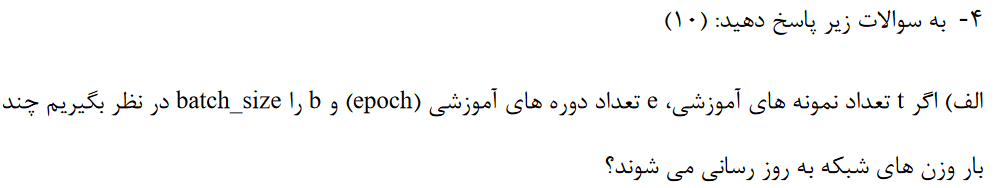 ۴- به سوالات زیر پاسخ دهید: (۱۰)
الف) اگر t تعداد نمونه های آموزشی، e تعداد دوره های آموزشی (epoch) و b را batch_size در نظر بگیریم چند
بار وزن های شبکه به روز رسانی می شوند؟